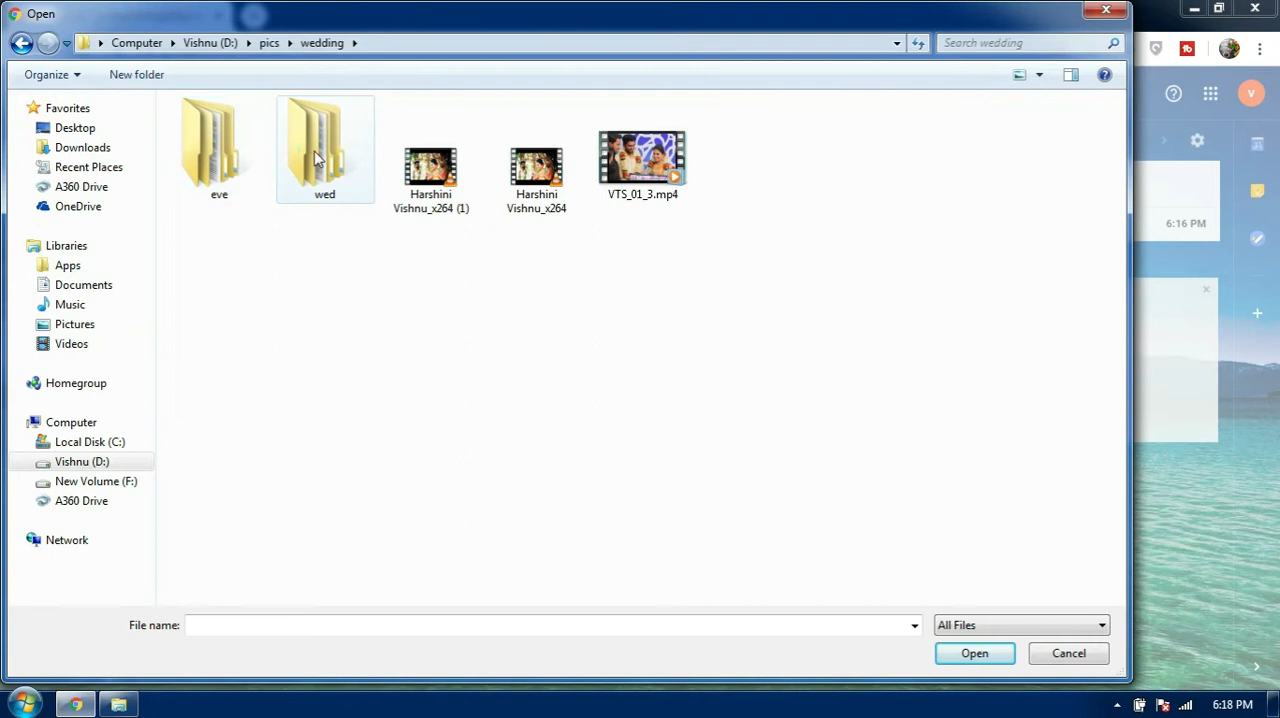 Open
Computer
Vishnu (D:)
pics
wedding
Search wedding
Organize
New folder
V
Favorites
Desktop
Downloads
Recent Places
A360 Drive
OneDrive
Libraries
Apps
Documents
Music
Pictures
Videos
Homegroup
Computer
Local Disk (C:)
Vishnu (D:)
New Volume (F:)
A360 Drive
Network
eve
wed
Harshini
Vishnu_x264 (1)
Harshini
Vishnu_x264
VTS_01_3.mp4
6:16 PM
File name:
All Files
Open
Cancel
6:18 PM